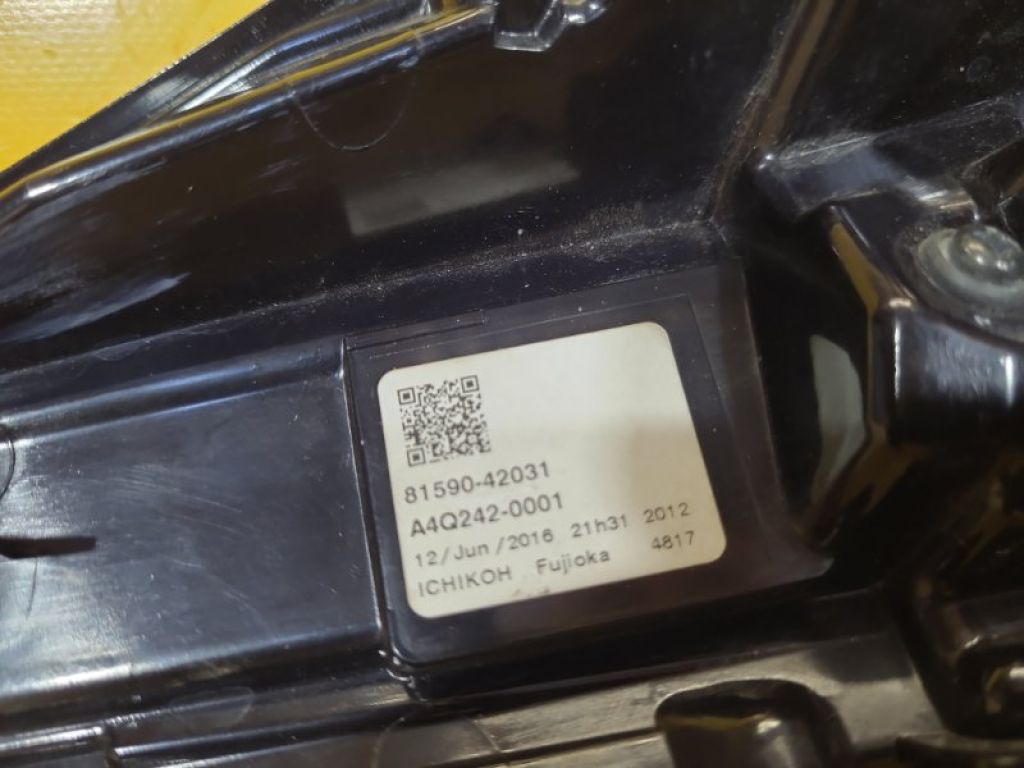 81590-42031
A4Q242-0001
12/Jun/2016 21h31 2012
ICHIKOH Fujioka 4817